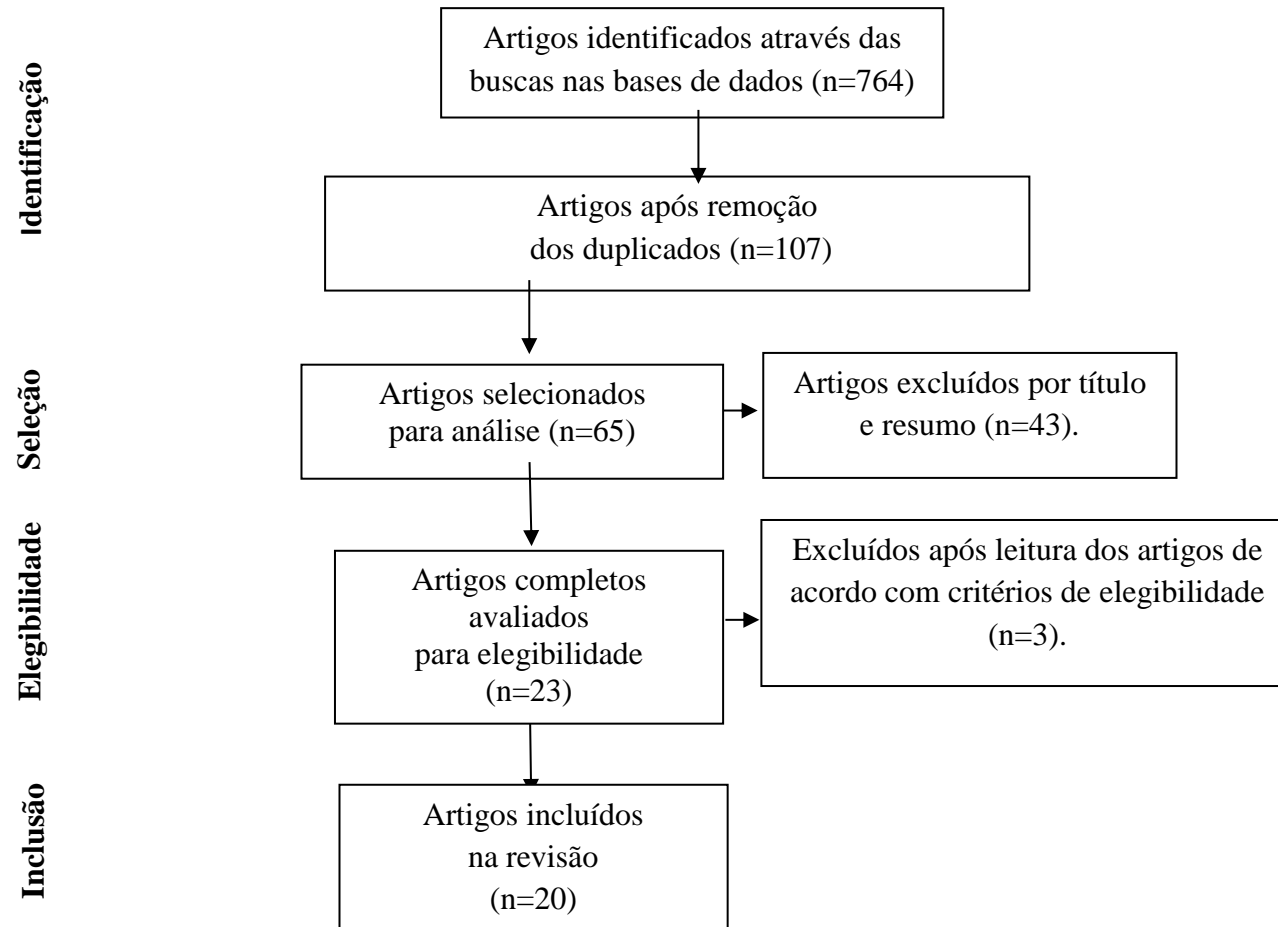 Identificação
Artigos identificados através das
buscas nas bases de dados (n=764)
Artigos após remoção
dos duplicados (n=107)
Seleção
Artigos selecionados
para análise (n=65)
Artigos excluídos por título
e resumo (n=43).
Elegibilidade
Artigos completos
avaliados
para elegibilidade
(n=23)
Excluídos após leitura dos artigos de
acordo com critérios de elegibilidade
(n=3).
Inclusão
Artigos incluídos
na revisão
(n=20)